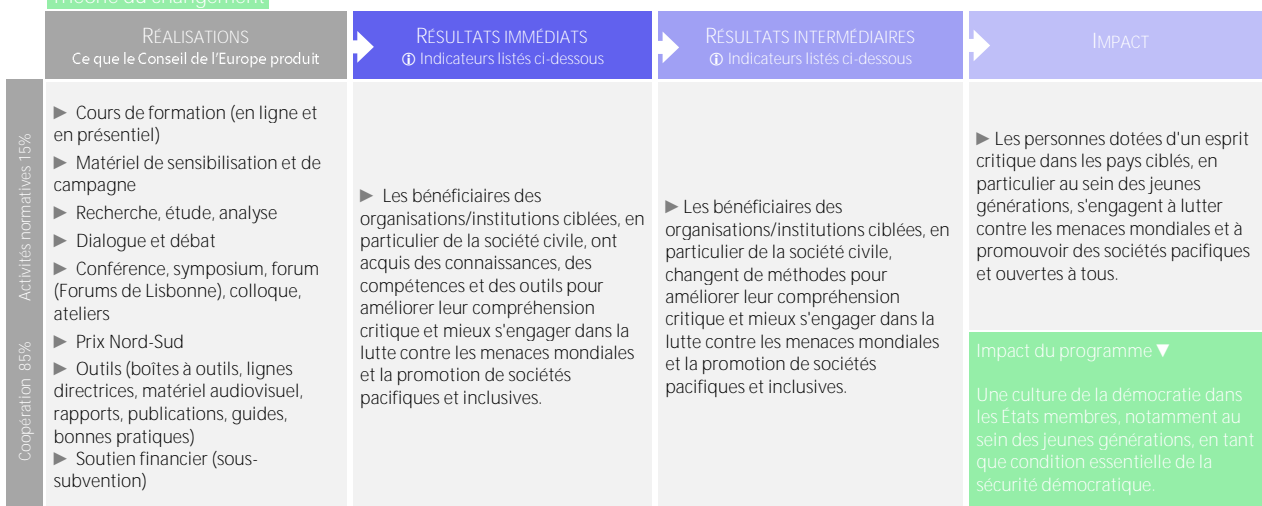 Théorie du changement
RÉALISATIONS
Ce que le Conseil de l'Europe produit
RÉSULTATS IMMÉDIATS
ⓘ Indicateurs listés ci-dessous
RÉSULTATS INTERMÉDIAIRES
ⓘ Indicateurs listés ci-dessous
IMPACT
Activités normatives 15%
Coopération 85%
► Cours de formation (en ligne et
en présentiel)
► Matériel de sensibilisation et de
campagne
► Recherche, étude, analyse
► Dialogue et débat
► Conférence, symposium, forum
(Forums de Lisbonne), colloque,
ateliers
► Prix Nord-Sud
► Outils (boîtes à outils, lignes
directrices, matériel audiovisuel,
rapports, publications, guides,
bonnes pratiques)
► Soutien financier (sous-
subvention)
► Les bénéficiaires des
organisations/institutions ciblées, en
particulier de la société civile, ont
acquis des connaissances, des
compétences et des outils pour
améliorer leur compréhension
critique et mieux s'engager dans la
lutte contre les menaces mondiales
et la promotion de sociétés
pacifiques et inclusives.
► Les bénéficiaires des
organisations/institutions ciblées, en
particulier de la société civile,
changent de méthodes pour
améliorer leur compréhension
critique et mieux s'engager dans la
lutte contre les menaces mondiales
et la promotion de sociétés
pacifiques et inclusives.
► Les personnes dotées d'un esprit
critique dans les pays ciblés, en
particulier au sein des jeunes
générations, s'engagent à lutter
contre les menaces mondiales et à
promouvoir des sociétés pacifiques
et ouvertes à tous.
Impact du programme ▼
Une culture de la démocratie dans
les États membres, notamment au
sein des jeunes générations, en tant
que condition essentielle de la
sécurité démocratique.